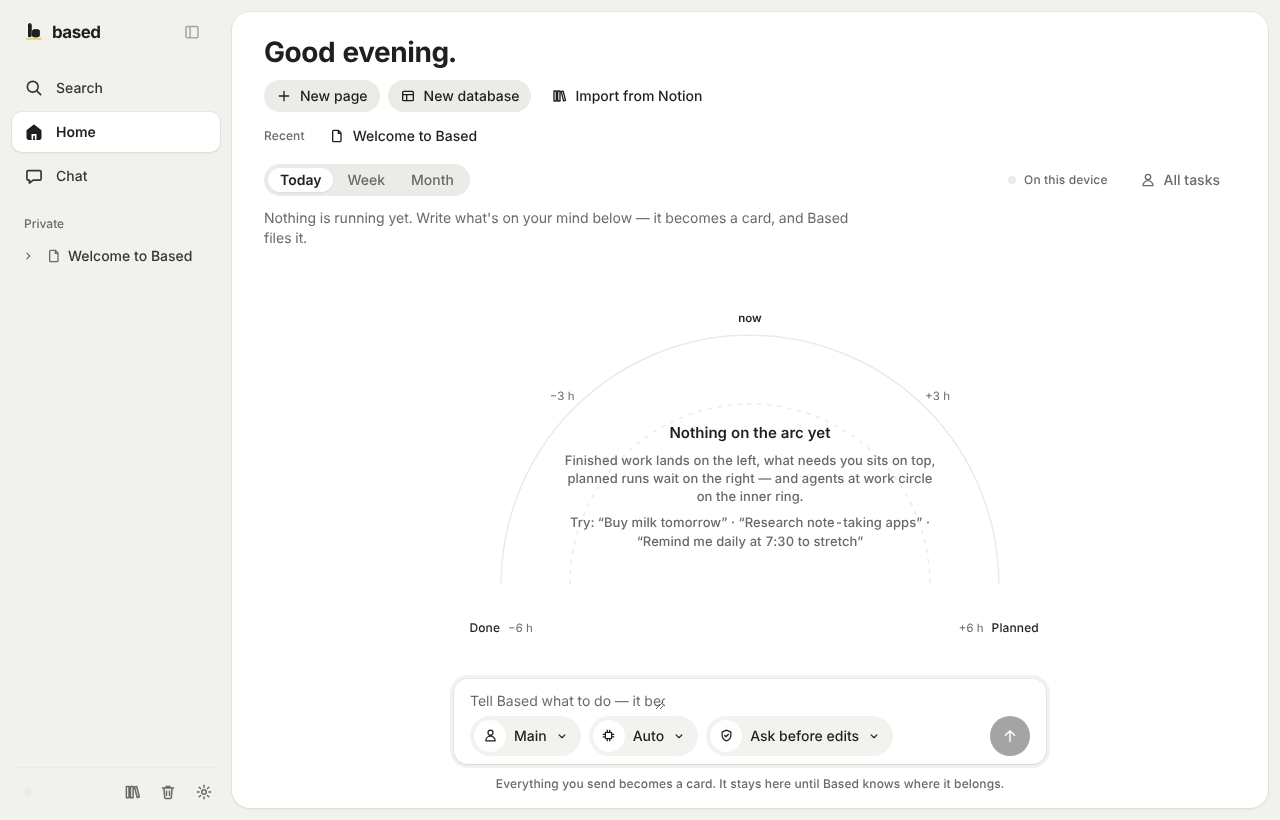 based
Search
Home
Chat
Private
Welcome to Based
Good evening.
New page
New database
Import from Notion
Recent
Welcome to Based
Today
Week
Month
On this device
All tasks
Nothing is running yet. Write what's on your mind below — it becomes a card, and Based
files it.
now
−3 h
+3 h
Nothing on the arc yet
Finished work lands on the left, what needs you sits on top,
planned runs wait on the right — and agents at work circle
on the inner ring.
Try: “Buy milk tomorrow” · “Research note-taking apps” ·
“Remind me daily at 7:30 to stretch”
Done −6 h
+6 h Planned
Tell Based what to do — it
Main
Auto
Ask before edits
Everything you send becomes a card. It stays here until Based knows where it belongs.